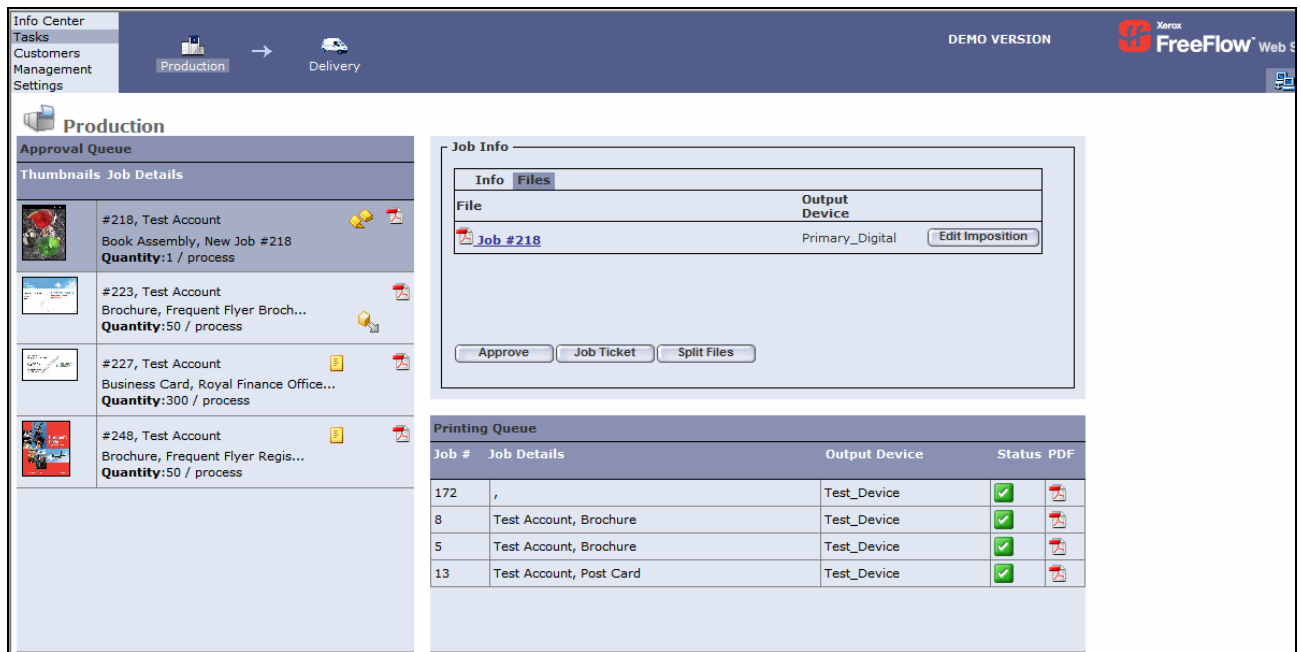 Info Center
Tasks
Customers
Management
Settings
Production
Delivery
DEMO VERSION
Xerox
FreeFlow™ Web S
Production
Approval Queue
Thumbnails Job Details
#218, Test Account
Book Assembly, New Job #218
Quantity:1 / process
#223, Test Account
Brochure, Frequent Flyer Broch...
Quantity:50 / process
#227, Test Account
Business Card, Royal Finance Office...
Quantity:300 / process
#248, Test Account
Brochure, Frequent Flyer Regis...
Quantity:50 / process
Job Info
Info Files
File Output Device
Job #218 Primary_Digital Edit Imposition
Approve Job Ticket Split Files
Printing Queue
Job # Job Details Output Device Status PDF
172 , Test_Device
8 Test Account, Brochure Test_Device
5 Test Account, Brochure Test_Device
13 Test Account, Post Card Test_Device